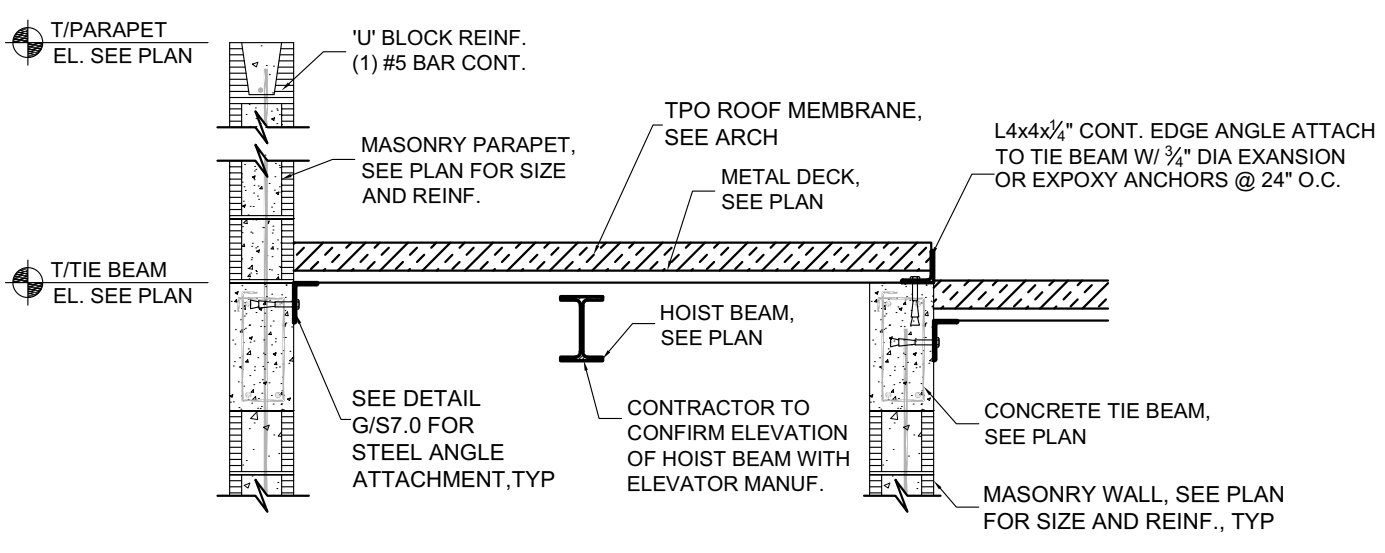 T/PARAPET
EL. SEE PLAN
'U' BLOCK REINF.
(1) #5 BAR CONT.
MASONRY PARAPET,
SEE PLAN FOR SIZE
AND REINF.
TPO ROOF MEMBRANE,
SEE ARCH
METAL DECK,
SEE PLAN
L4x4x1/4" CONT. EDGE ANGLE ATTACH
TO TIE BEAM W/ 3/4" DIA EXANSION
OR EXPOXY ANCHORS @ 24" O.C.
T/TIE BEAM
EL. SEE PLAN
HOIST BEAM,
SEE PLAN
SEE DETAIL
G/S7.0 FOR
STEEL ANGLE
ATTACHMENT,TYP
CONTRACTOR TO
CONFIRM ELEVATION
OF HOIST BEAM WITH
ELEVATOR MANUF.
CONCRETE TIE BEAM,
SEE PLAN
MASONRY WALL, SEE PLAN
FOR SIZE AND REINF., TYP